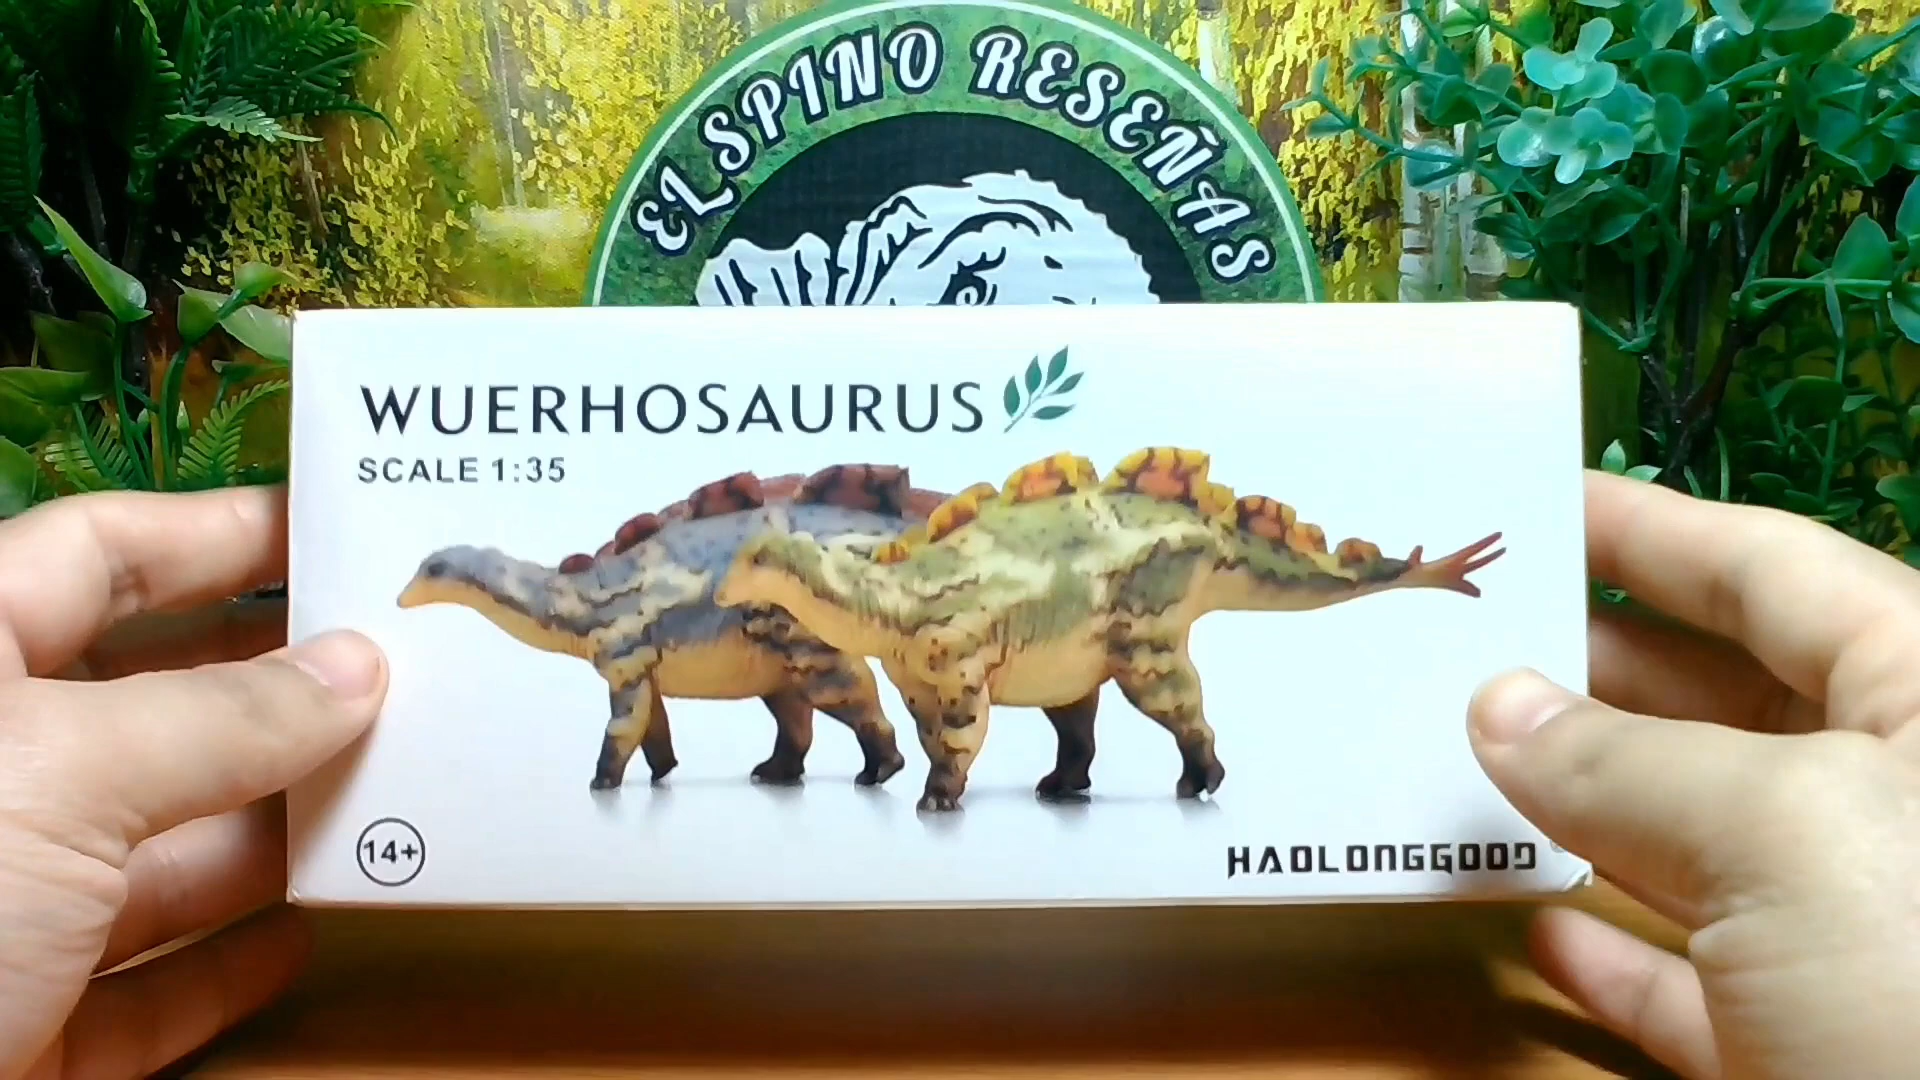 ELSPINO RESEÑAS
WUERHOSAURUS
SCALE 1:35
14+
HAOLONGGOOD